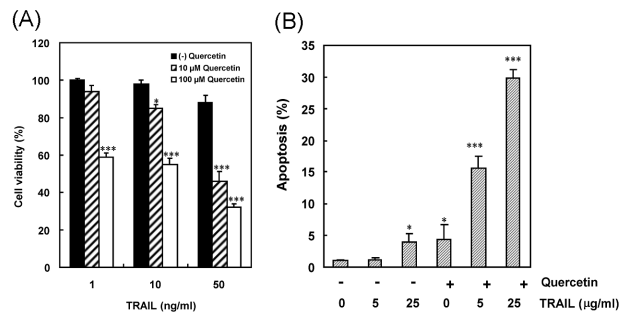 (A)
120
100
80
60
40
20
0
Cell viability (%)
(-) Quercetin
10 μM Quercetin
100 μM Quercetin
***
*
***
***
***
1 10 50
TRAIL (ng/ml)
(B)
35
30
25
20
15
10
5
0
Apoptosis (%)
*
*
***
***
- - - + + + Quercetin
0 5 25 0 5 25 TRAIL (μg/ml)